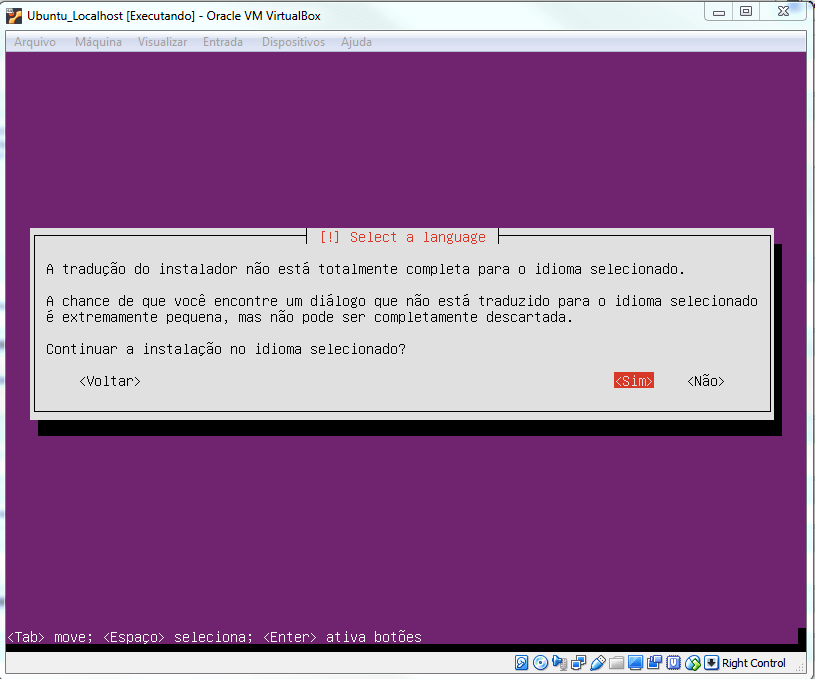 Ubuntu_Localhost [Executando] - Oracle VM VirtualBox
Arquivo Máquina Visualizar Entrada Dispositivos Ajuda
[!] Select a language
A tradução do instalador não está totalmente completa para o idioma selecionado.
A chance de que você encontre um diálogo que não está traduzido para o idioma selecionado
é extremamente pequena, mas não pode ser completamente descartada.
Continuar a instalação no idioma selecionado?
<Voltar> <Sim> <Não>
<Tab> move; <Espaço> seleciona; <Enter> ativa botões
Right Control